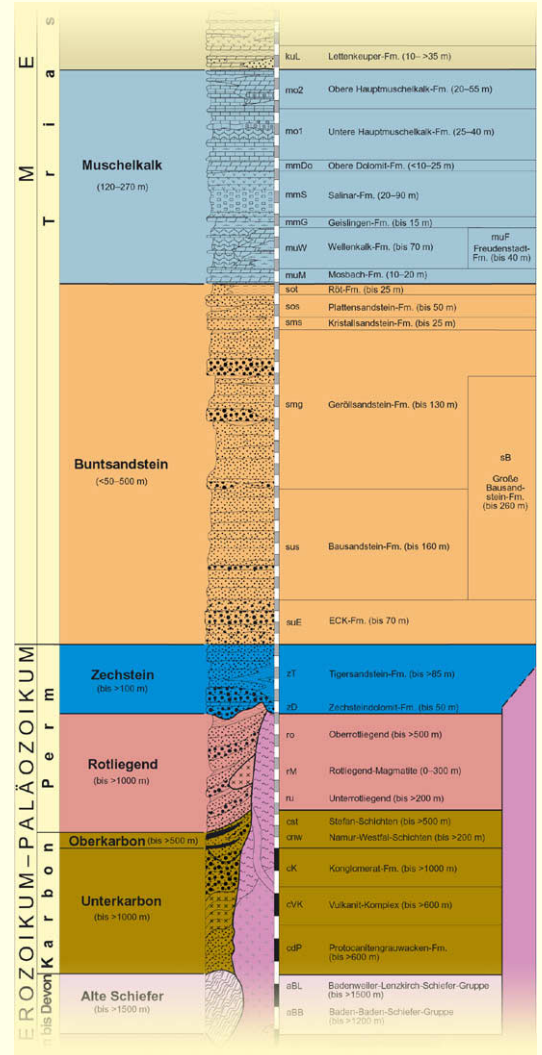 M E
T r i a s
kuL Lettenkeuper-Fm. (10– >35 m)
Muschelkalk
(120–270 m)
mo2 Obere Hauptmuschelkalk-Fm. (20–55 m)
mo1 Untere Hauptmuschelkalk-Fm. (25–40 m)
mmDo Obere Dolomit-Fm. (<10–25 m)
mmS Salinar-Fm. (20–90 m)
mmG Geislingen-Fm. (bis 15 m)
muW Wellenkalk-Fm. (bis 70 m)
muF
Freudenstadt-
Fm. (bis 40 m)
muM Mosbach-Fm. (10–20 m)
Buntsandstein
(<50–500 m)
sot Röt-Fm. (bis 25 m)
sos Plattensandstein-Fm. (bis 50 m)
sms Kristallsandstein-Fm. (bis 25 m)
smg Geröllsandstein-Fm. (bis 130 m)
sB
Große
Bausand-
stein-Fm.
(bis 260 m)
sus Bausandstein-Fm. (bis 160 m)
suE ECK-Fm. (bis 70 m)
EROZOIKUM–PALÄOZOIKUM
P e r m
Zechstein
(bis >100 m)
zT Tigersandstein-Fm. (bis >85 m)
zD Zechsteindolomit-Fm. (bis 50 m)
Rotliegend
(bis >1000 m)
ro Oberrotliegend (bis >500 m)
rM Rotliegend-Magmatite (0–300 m)
ru Unterrotliegend (bis >200 m)
K a r b o n
Oberkarbon (bis >500 m)
cst Stefan-Schichten (bis >500 m)
cnw Namur-Westfal-Schichten (bis >200 m)
Unterkarbon
(bis >1000 m)
cK Konglomerat-Fm. (bis >1000 m)
cVK Vulkanit-Komplex (bis >600 m)
cdP Protocanitengrauwacken-Fm.
(bis >600 m)
n bis Devon
Alte Schiefer
(bis >1500 m)
aBL Badenweiler-Lenzkirch-Schiefer-Gruppe
(bis >1500 m)
aBB Baden-Baden-Schiefer-Gruppe
(bis >1200 m)